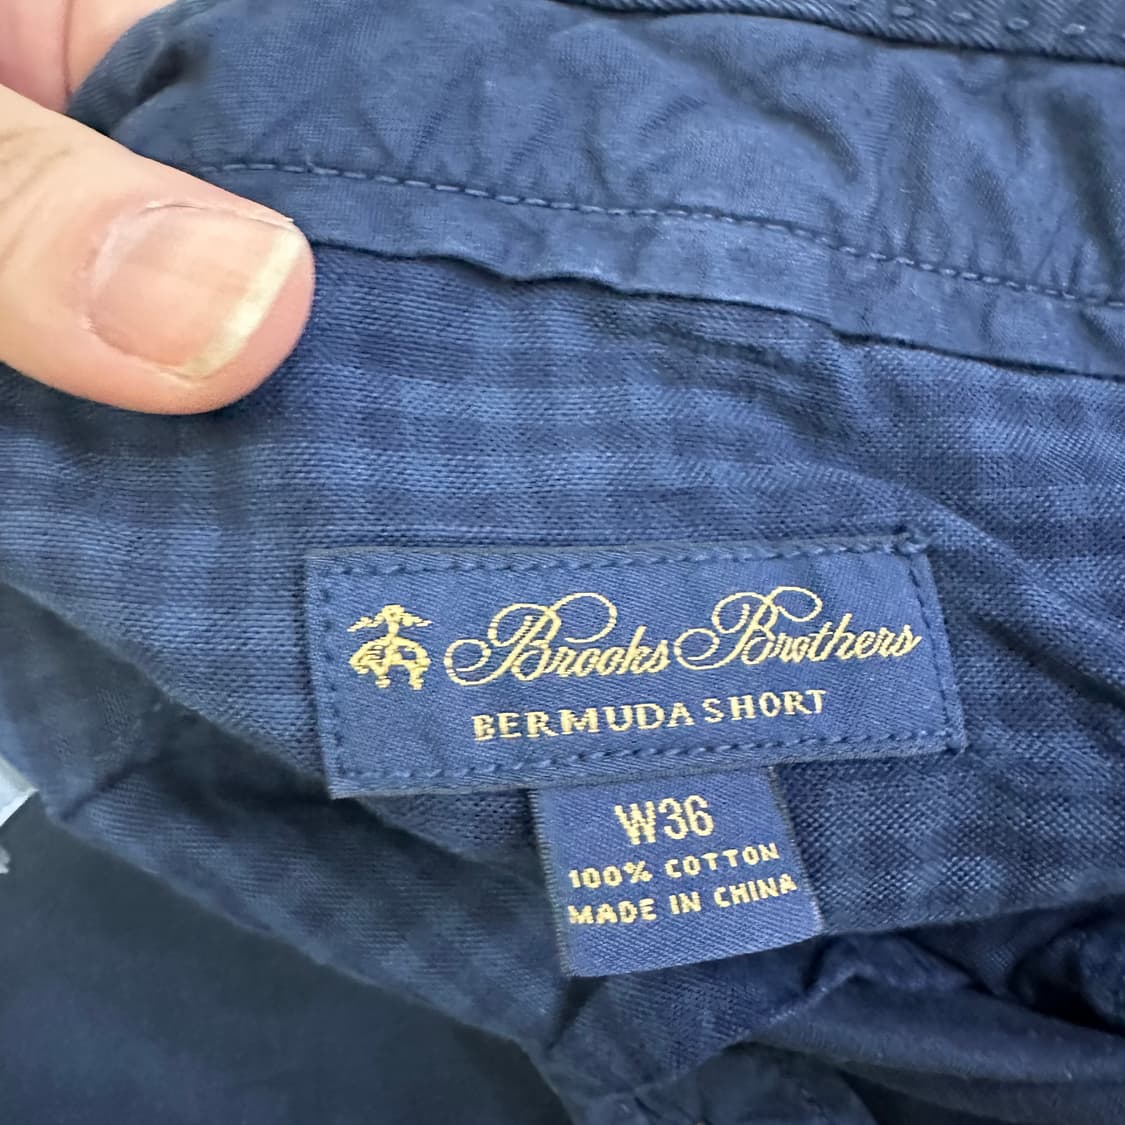 Brooks Brothers
BERMUDA SHORT
W36
100% COTTON
MADE IN CHINA